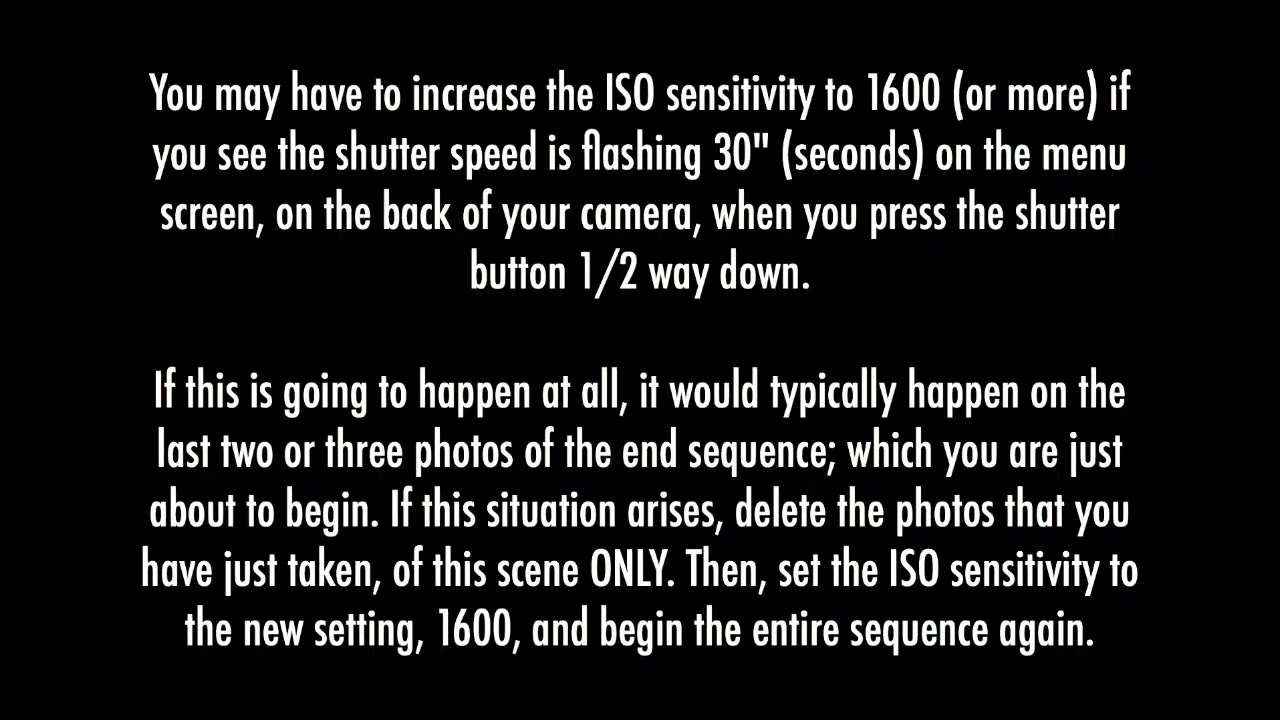 You may have to increase the ISO sensitivity to 1600 (or more) if
you see the shutter speed is flashing 30" (seconds) on the menu
screen, on the back of your camera, when you press the shutter
button 1/2 way down.
If this is going to happen at all, it would typically happen on the
last two or three photos of the end sequence; which you are just
about to begin. If this situation arises, delete the photos that you
have just taken, of this scene ONLY. Then, set the ISO sensitivity to
the new setting, 1600, and begin the entire sequence again.